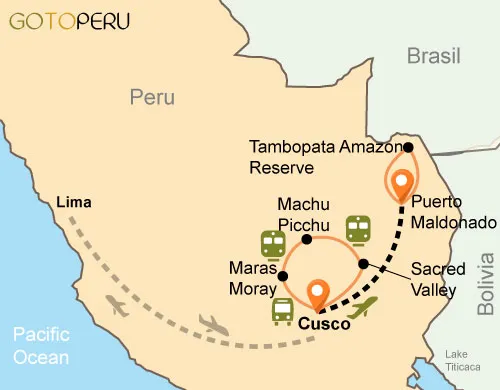 GOTOPERU
Brasil
Peru
Tambopata Amazon
Reserve
Lima
Machu
Picchu
Puerto
Maldonado
Maras
Moray
Sacred
Valley
Bolivia
Cusco
Pacific
Ocean
Lake
Titicaca